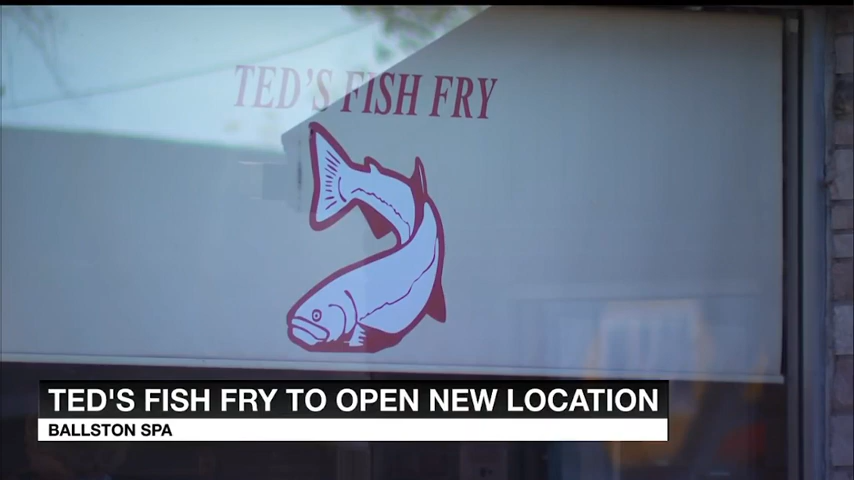 TED'S FISH FRY
TED'S FISH FRY TO OPEN NEW LOCATION
BALLSTON SPA